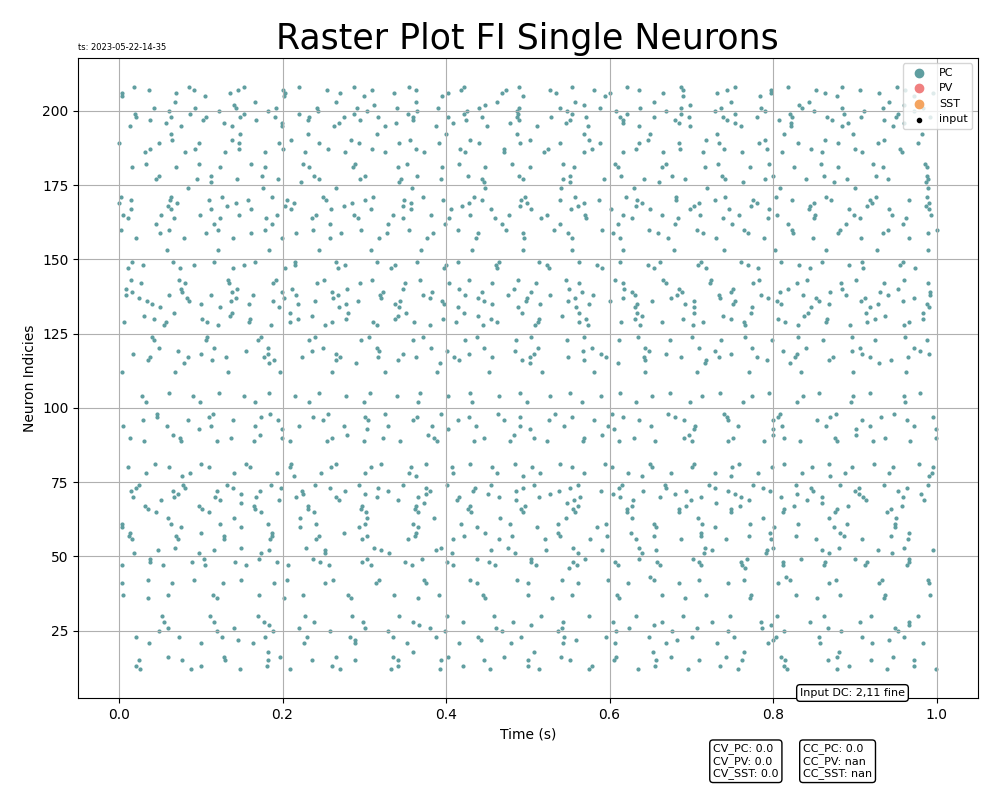 Raster Plot FI Single Neurons
ts: 2023-05-22-14-35
PC
PV
SST
input
200
175
150
125
100
75
50
25
Neuron Indicies
0.0 0.2 0.4 0.6 0.8 1.0
Time (s)
Input DC: 2,11 fine
CV_PC: 0.0
CV_PV: 0.0
CV_SST: 0.0
CC_PC: 0.0
CC_PV: nan
CC_SST: nan